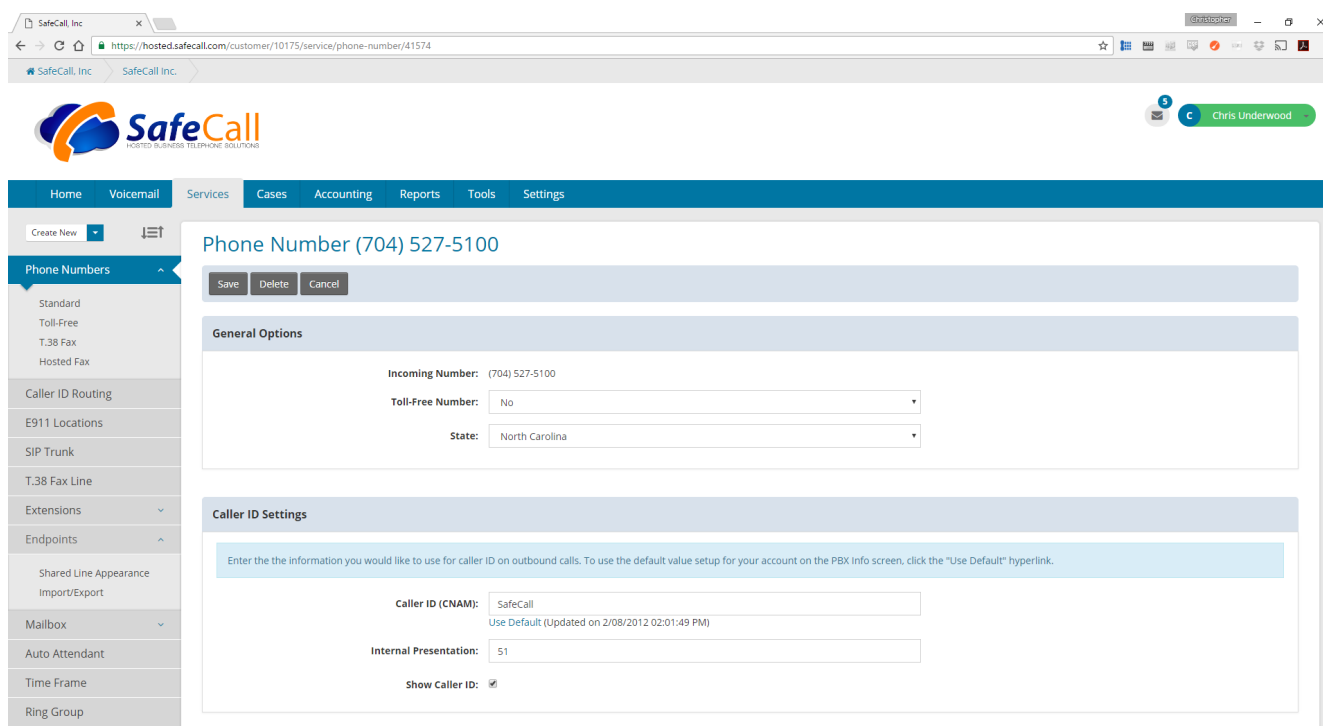 SafeCall, Inc
Christopher
https://hosted.safecall.com/customer/10175/service/phone-number/41574
SafeCall, Inc SafeCall Inc.
SafeCall
HOSTED BUSINESS TELEPHONE SOLUTIONS
5
C Chris Underwood
Home Voicemail Services Cases Accounting Reports Tools Settings
Create New
Phone Numbers
Standard
Toll-Free
T.38 Fax
Hosted Fax
Caller ID Routing
E911 Locations
SIP Trunk
T.38 Fax Line
Extensions
Endpoints
Shared Line Appearance
Import/Export
Mailbox
Auto Attendant
Time Frame
Ring Group
Phone Number (704) 527-5100
Save Delete Cancel
General Options
Incoming Number: (704) 527-5100
Toll-Free Number: No
State: North Carolina
Caller ID Settings
Enter the the information you would like to use for caller ID on outbound calls. To use the default value setup for your account on the PBX Info screen, click the "Use Default" hyperlink.
Caller ID (CNAM): SafeCall
Use Default (Updated on 2/08/2012 02:01:49 PM)
Internal Presentation: 51
Show Caller ID: